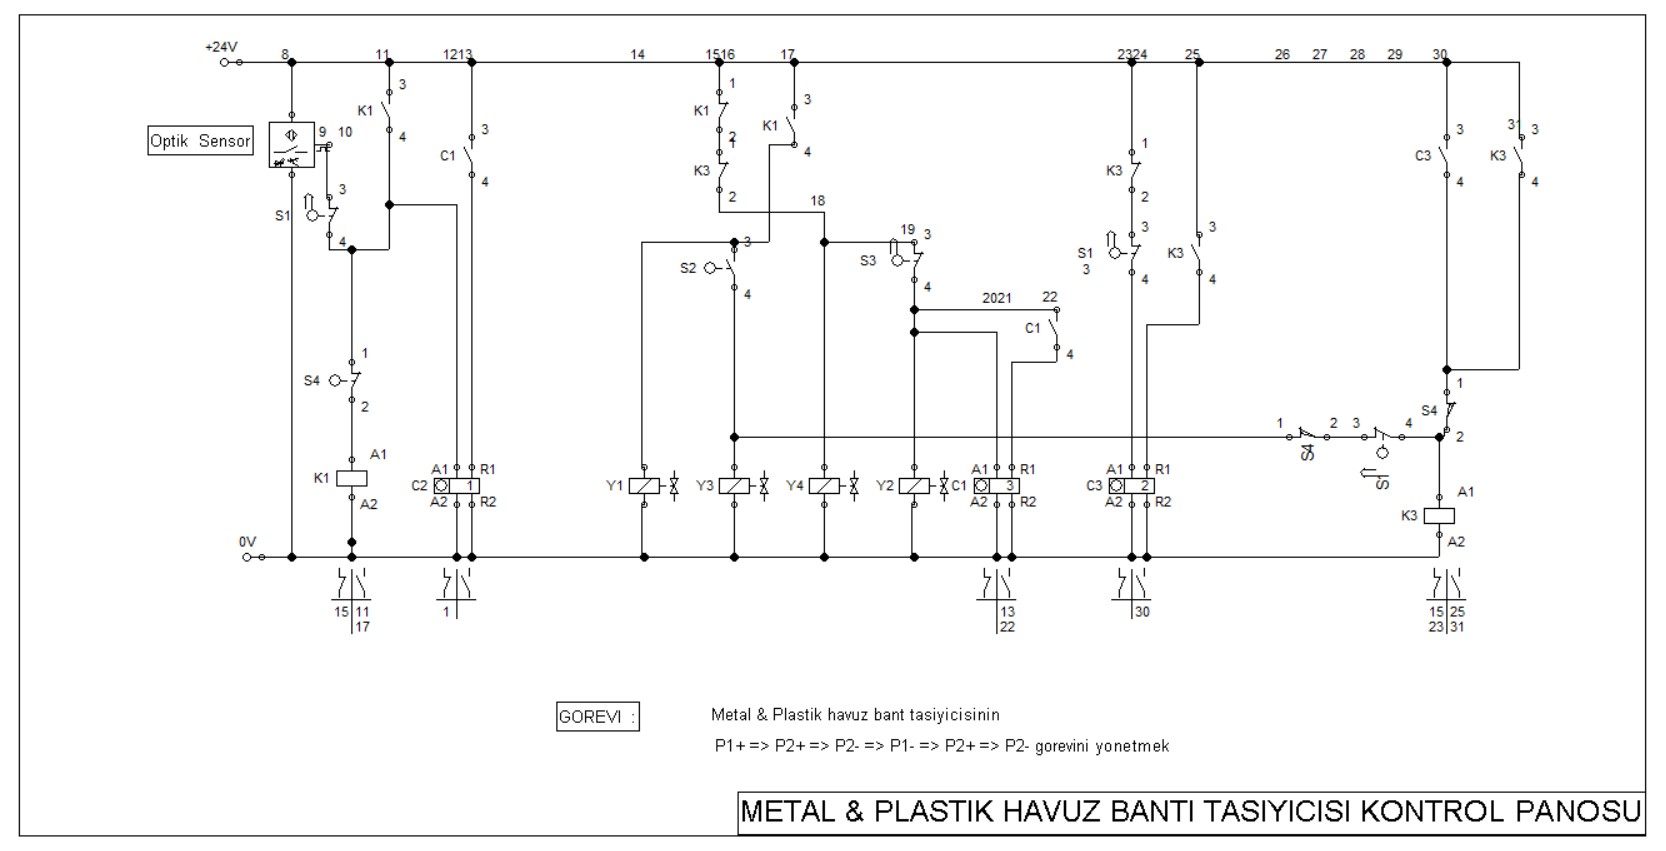 +24V 8 11 1213 14 1516 17 2324 25 26 27 28 29 30
3 1 3
K1 K1 K1
4 2 1 4
Optik Sensor 9 10
3 3 1 3 31 3
C1 K3 K3 C3 K3
4 2 2 4 4
3 18
S1 19 3 3 3
4 3 S3 S1 K3
S2 3
4 4 4 4
2021 22
C1
4
1 1
S4 S4
2 1 2 3 4 2
S4 S1
A1 A1 R1 A1 R1 A1 R1 A1
K1 C2 1 Y1 Y3 Y4 Y2 C1 3 C3 2 K3
A2 A2 R2 A2 R2 A2 R2 A2
0V
15 11 1 13 30 15 25
17 22 23 31
GOREVI :
Metal & Plastik havuz bant tasiyicisinin
P1+ => P2+ => P2- => P1- => P2+ => P2- gorevini yonetmek
METAL & PLASTIK HAVUZ BANTI TASIYICISI KONTROL PANOSU